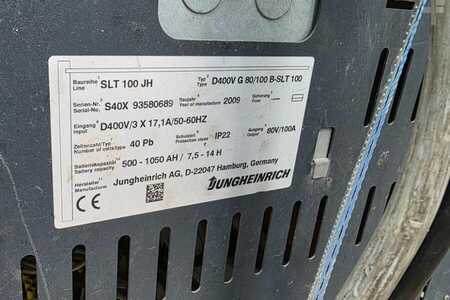 Baureihe Line SLT 100 JH Typ Type D400V G 80/100 B-SLT 100
Serien-Nr. Serial-Nr. S40X 93580689 Baujahr Year of manufacture 2009 Sicherung Fuse
Eingang Input D400V/3 X 17,1A/50-60HZ
Zellenzahl/Typ Number of cells/type 40 Pb Schutzart Protection class IP22 Ausgang Output 80V/100A
Batteriekapazität Battery capacity 500 - 1050 AH / 7,5 - 14 H
Hersteller Manufacturer Jungheinrich AG, D-22047 Hamburg, Germany
CE JUNGHEINRICH